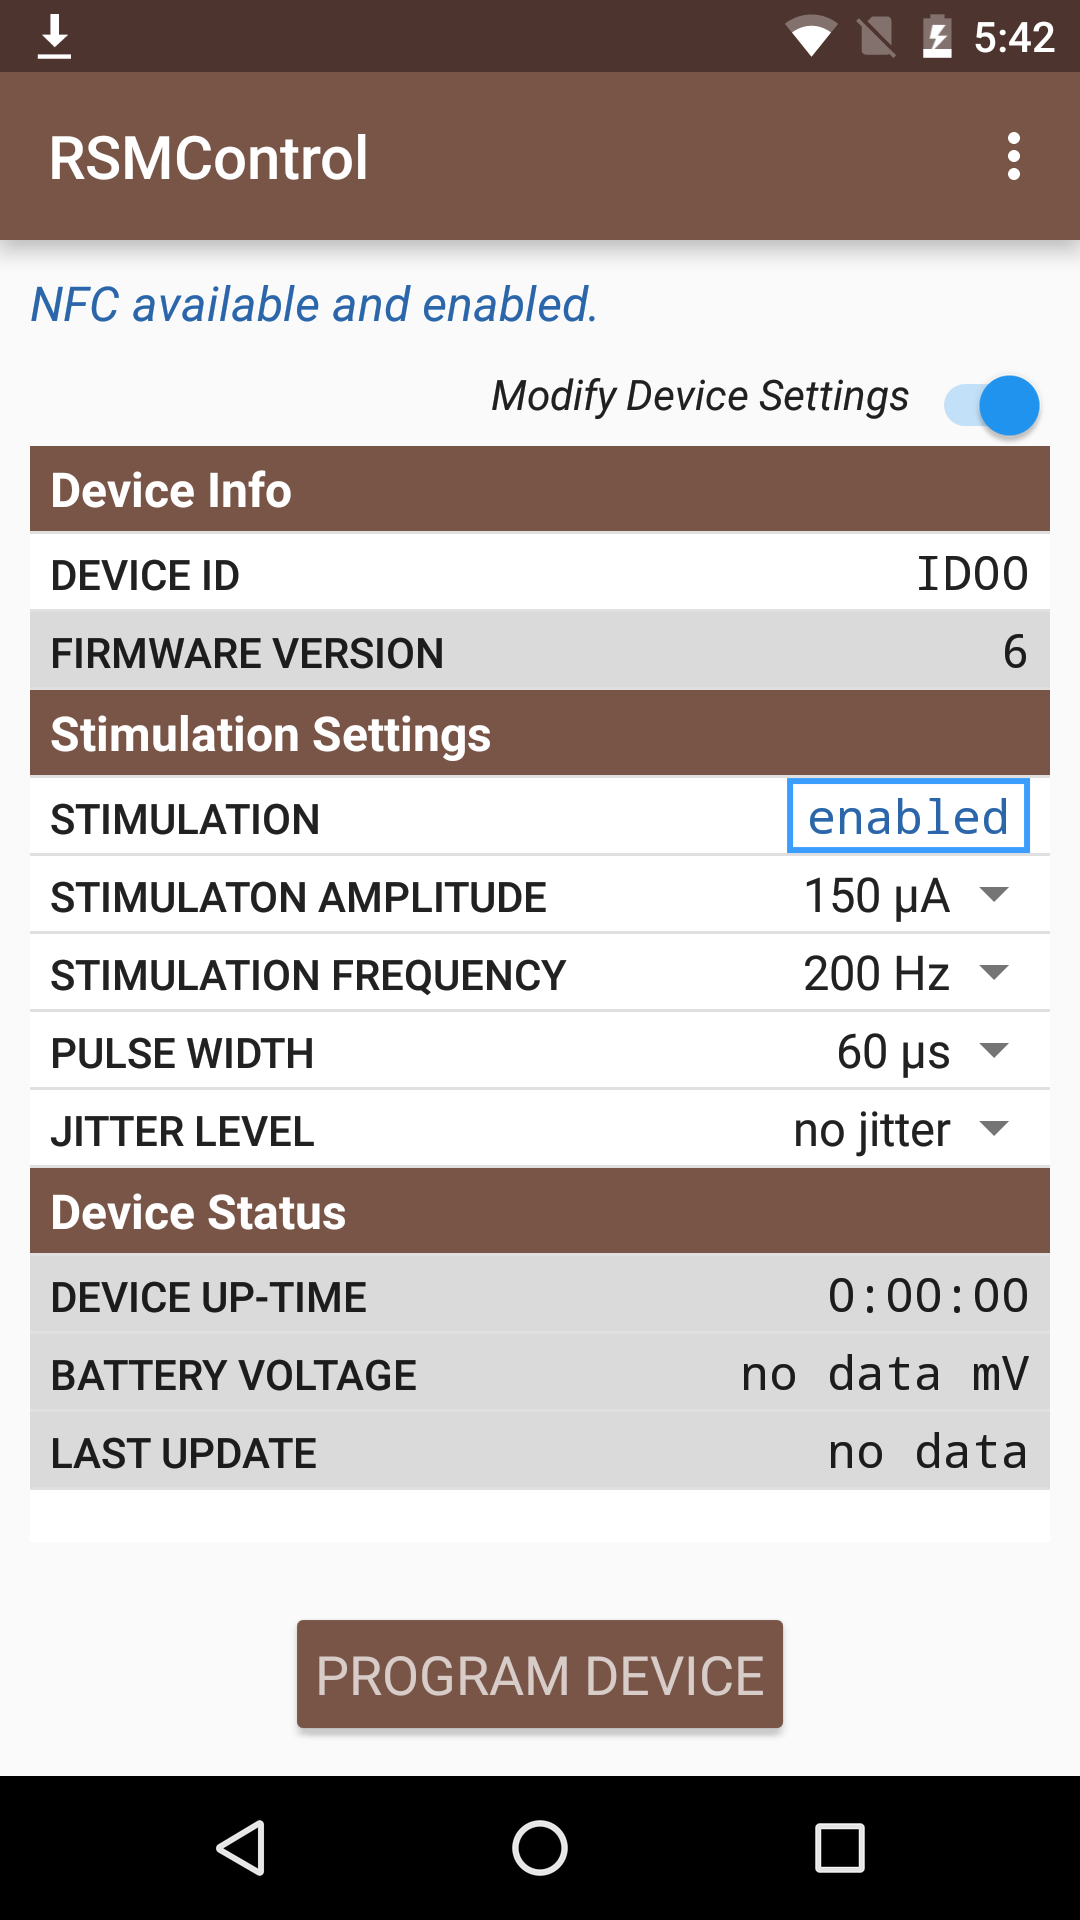 5:42
RSMControl
NFC available and enabled.
Modify Device Settings
Device Info
DEVICE ID IDOO
FIRMWARE VERSION 6
Stimulation Settings
STIMULATION enabled
STIMULATON AMPLITUDE 150 µA
STIMULATION FREQUENCY 200 Hz
PULSE WIDTH 60 µs
JITTER LEVEL no jitter
Device Status
DEVICE UP-TIME 0:00:00
BATTERY VOLTAGE no data mV
LAST UPDATE no data
PROGRAM DEVICE